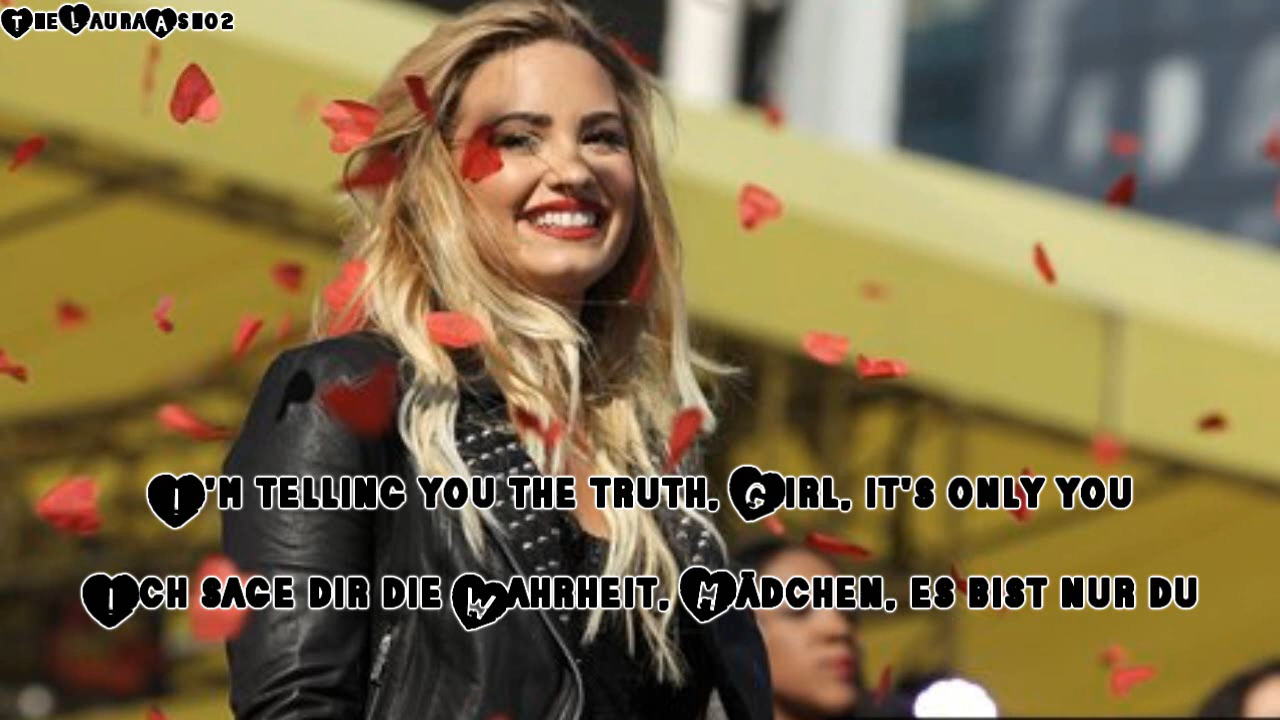 TheLauraAsh02
I'm telling you the truth, Girl, it's only you
Ich sage dir die Wahrheit, Mädchen, es bist nur du